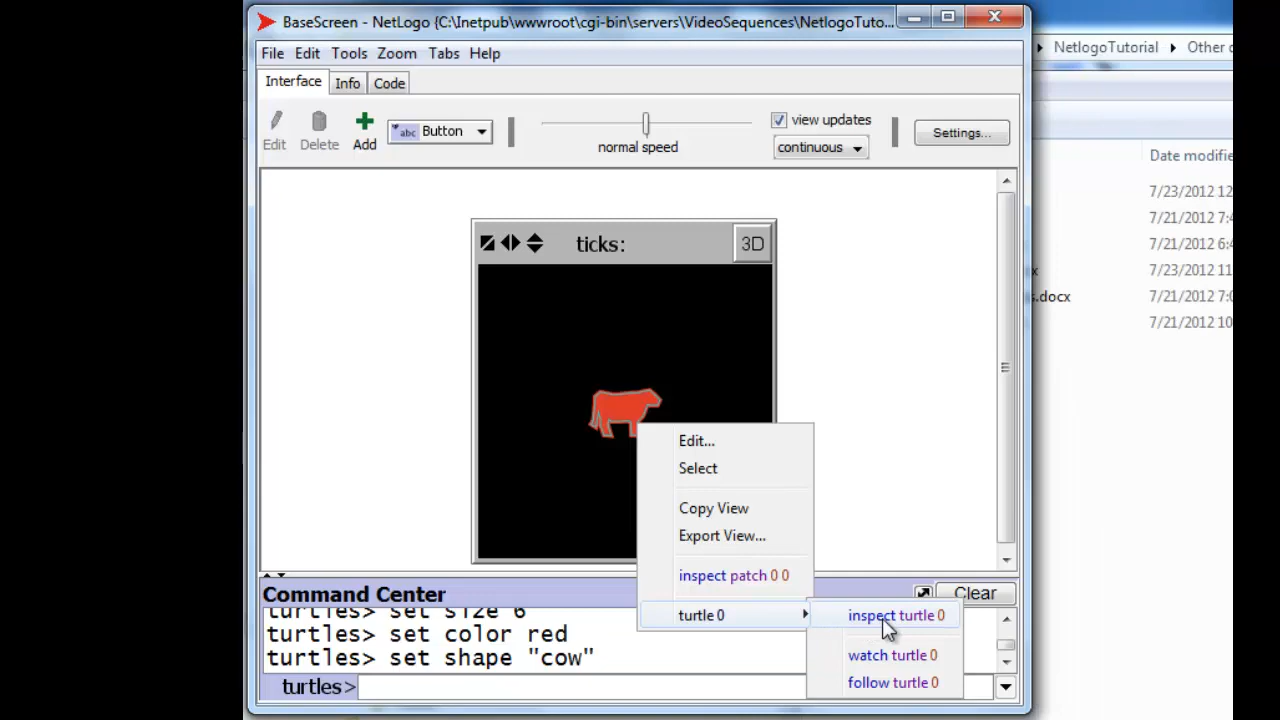 BaseScreen - NetLogo {C:\Inetpub\wwwroot\cgi-bin\servers\VideoSequences\NetlogoTuto...
File Edit Tools Zoom Tabs Help
NetlogoTutorial Other
Interface Info Code
Edit Delete Add abc Button normal speed view updates continuous Settings...
Date modifie
7/23/2012 12
7/21/2012 7:4
7/21/2012 6:4
x 7/23/2012 11
s.docx 7/21/2012 7:0
7/21/2012 10
ticks: 3D
Edit...
Select
Copy View
Export View...
inspect patch 0 0
turtle 0
inspect turtle 0
watch turtle 0
follow turtle 0
Command Center Clear
turtles> set size 6
turtles> set color red
turtles> set shape "cow"
turtles>